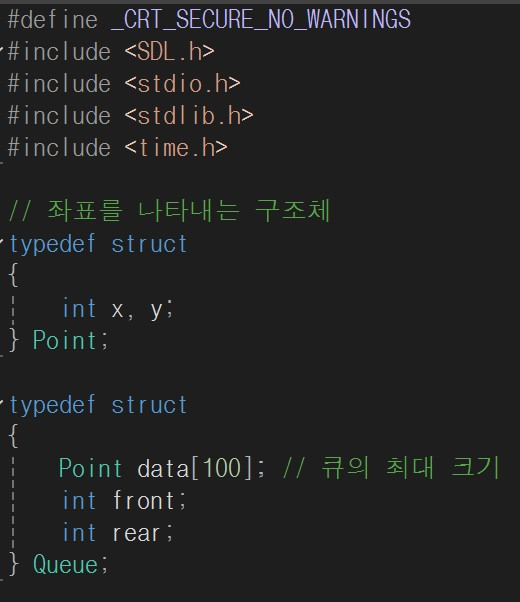 #define _CRT_SECURE_NO_WARNINGS
#include <SDL.h>
#include <stdio.h>
#include <stdlib.h>
#include <time.h>
// 좌표를 나타내는 구조체
typedef struct
{
int x, y;
} Point;
typedef struct
{
Point data[100]; // 큐의 최대 크기
int front;
int rear;
} Queue;